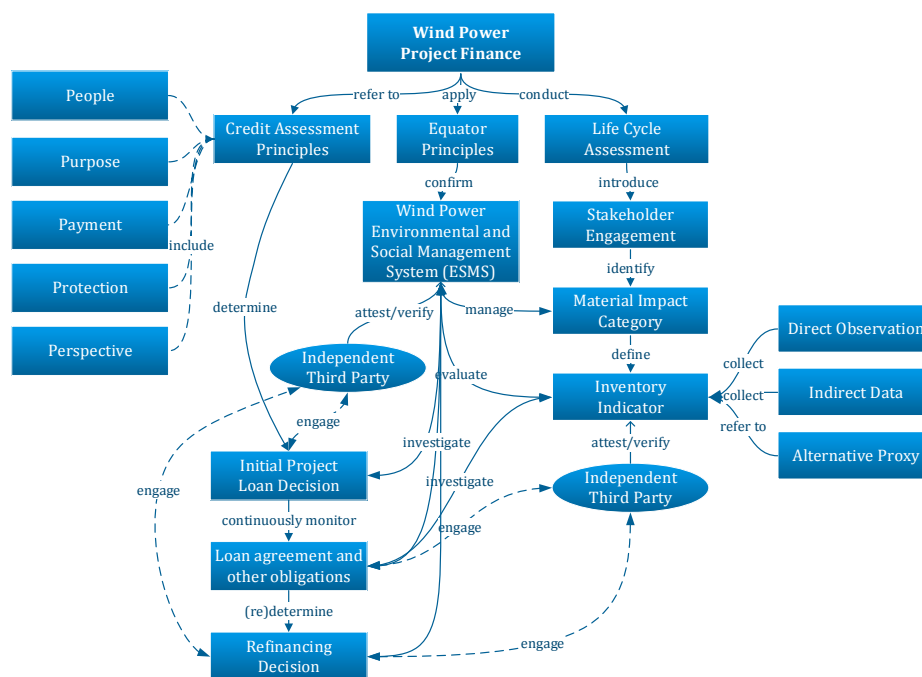 Wind Power
Project Finance
refer to
apply
conduct
People
Purpose
Payment
Protection
Perspective
include
Credit Assessment
Principles
Equator
Principles
Life Cycle
Assessment
confirm
introduce
Wind Power
Environmental and
Social Management
System (ESMS)
Stakeholder
Engagement
identify
determine
attest/verify
manage
Material Impact
Category
define
Direct Observation
collect
Independent
Third Party
evaluate
Inventory
Indicator
collect
Indirect Data
refer to
engage
attest/verify
Alternative Proxy
investigate
Initial Project
Loan Decision
investigate
Independent
Third Party
engage
continuously monitor
engage
Loan agreement and
other obligations
(re)determine
engage
Refinancing
Decision